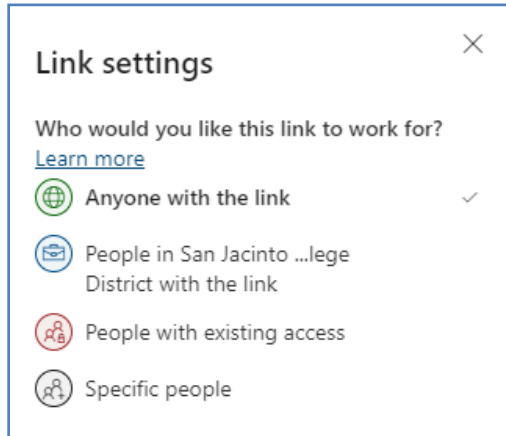 Link settings
Who would you like this link to work for?
Learn more
Anyone with the link
People in San Jacinto ...lege
District with the link
People with existing access
Specific people